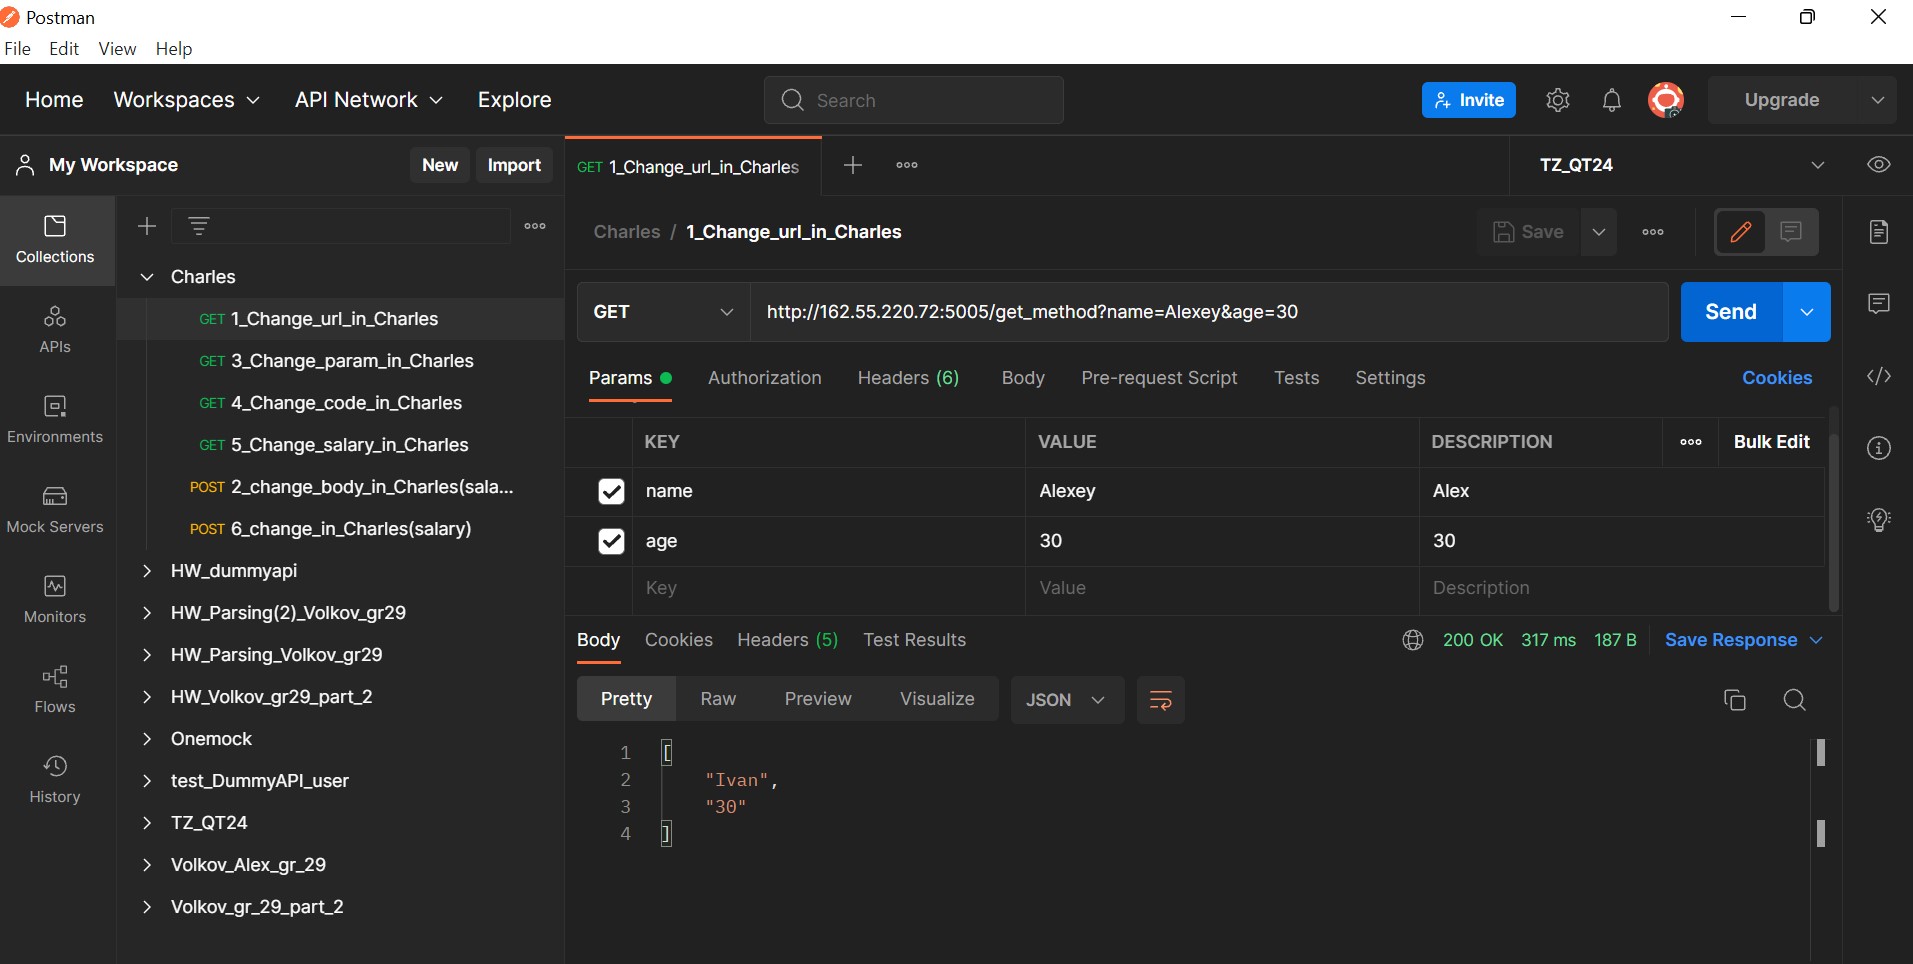 Postman
File Edit View Help
Home Workspaces API Network Explore Search Invite Upgrade
My Workspace New Import
GET 1_Change_url_in_Charles
TZ_QT24
Collections
APIs
Environments
Mock Servers
Monitors
Flows
History
Charles
GET 1_Change_url_in_Charles
GET 3_Change_param_in_Charles
GET 4_Change_code_in_Charles
GET 5_Change_salary_in_Charles
POST 2_change_body_in_Charles(sala...
POST 6_change_in_Charles(salary)
HW_dummyapi
HW_Parsing(2)_Volkov_gr29
HW_Parsing_Volkov_gr29
HW_Volkov_gr29_part_2
Onemock
test_DummyAPI_user
TZ_QT24
Volkov_Alex_gr_29
Volkov_gr_29_part_2
Charles / 1_Change_url_in_Charles Save
GET http://162.55.220.72:5005/get_method?name=Alexey&age=30 Send
Params Authorization Headers (6) Body Pre-request Script Tests Settings Cookies
KEY VALUE DESCRIPTION Bulk Edit
name Alexey Alex
age 30 30
Key Value Description
Body Cookies Headers (5) Test Results 200 OK 317 ms 187 B Save Response
Pretty Raw Preview Visualize JSON
1 [
2 "Ivan",
3 "30"
4 ]